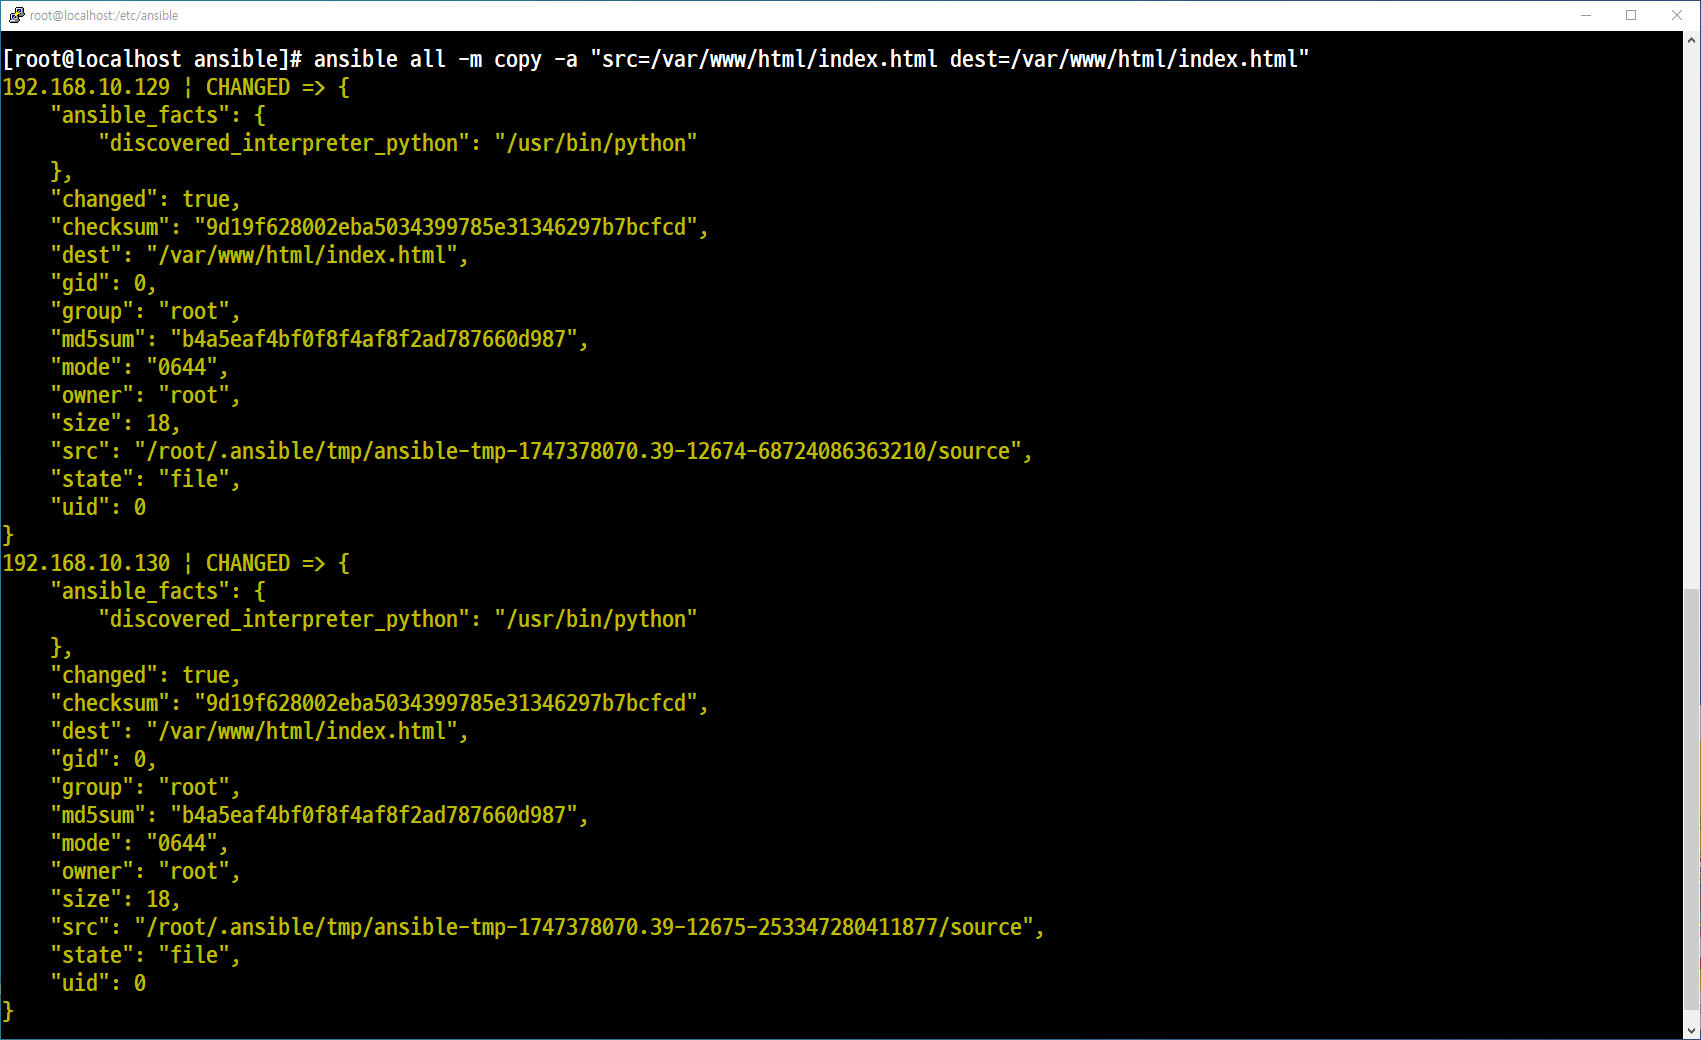 root@localhost:/etc/ansible
[root@localhost ansible]# ansible all -m copy -a "src=/var/www/html/index.html dest=/var/www/html/index.html"
192.168.10.129 | CHANGED => {
    "ansible_facts": {
        "discovered_interpreter_python": "/usr/bin/python"
    },
    "changed": true,
    "checksum": "9d19f628002eba5034399785e31346297b7bcfcd",
    "dest": "/var/www/html/index.html",
    "gid": 0,
    "group": "root",
    "md5sum": "b4a5eaf4bf0f8f4af8f2ad787660d987",
    "mode": "0644",
    "owner": "root",
    "size": 18,
    "src": "/root/.ansible/tmp/ansible-tmp-1747378070.39-12674-68724086363210/source",
    "state": "file",
    "uid": 0
}
192.168.10.130 | CHANGED => {
    "ansible_facts": {
        "discovered_interpreter_python": "/usr/bin/python"
    },
    "changed": true,
    "checksum": "9d19f628002eba5034399785e31346297b7bcfcd",
    "dest": "/var/www/html/index.html",
    "gid": 0,
    "group": "root",
    "md5sum": "b4a5eaf4bf0f8f4af8f2ad787660d987",
    "mode": "0644",
    "owner": "root",
    "size": 18,
    "src": "/root/.ansible/tmp/ansible-tmp-1747378070.39-12675-253347280411877/source",
    "state": "file",
    "uid": 0
}